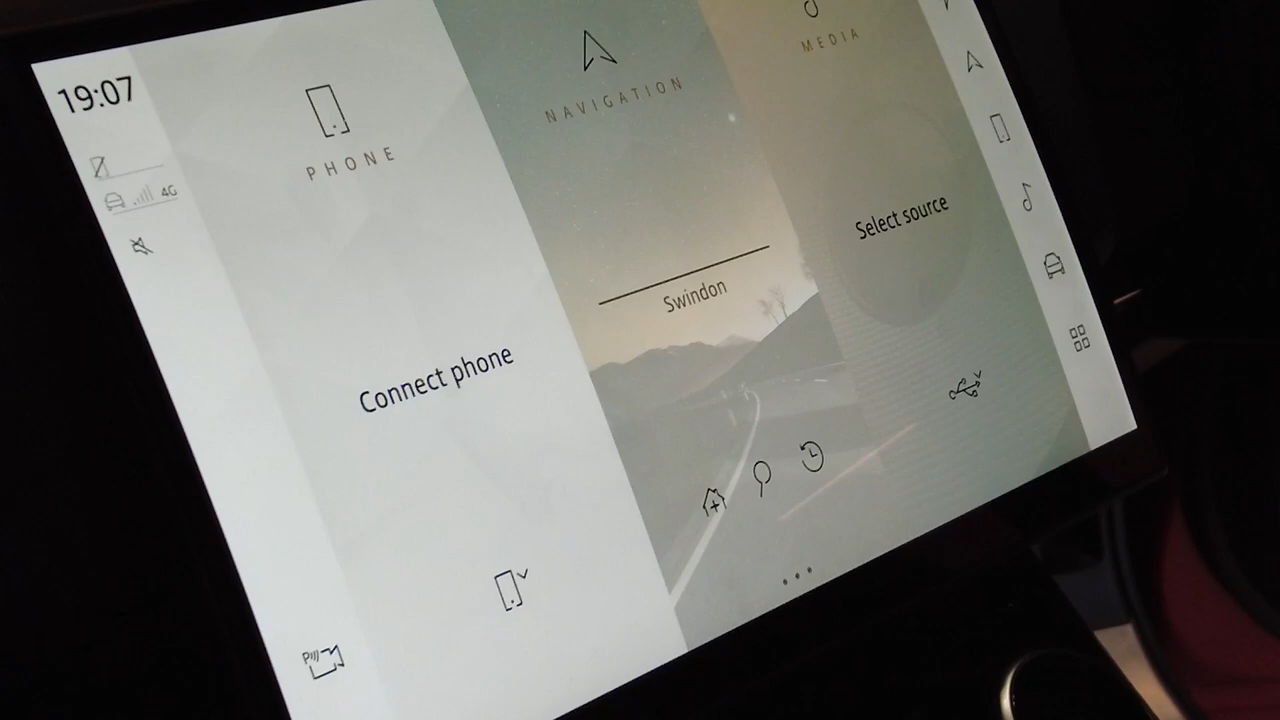 19:07
4G
PHONE
Connect phone
P
NAVIGATION
Swindon
MEDIA
Select source